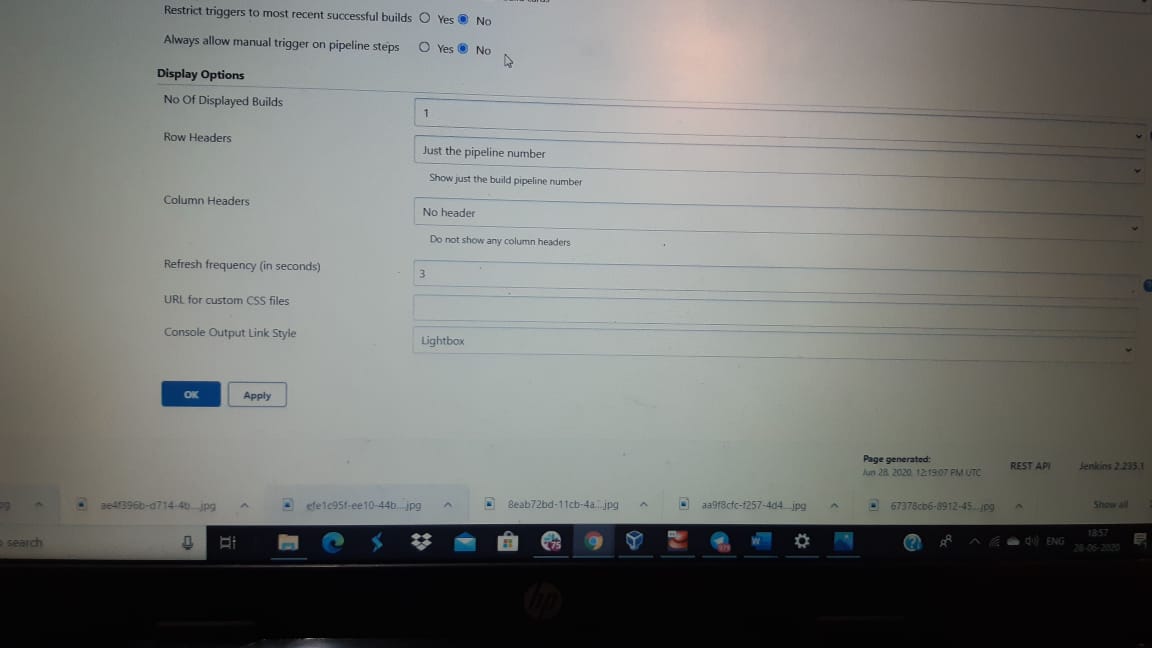 Restrict triggers to most recent successful builds Yes No
Always allow manual trigger on pipeline steps Yes No
Display Options
No Of Displayed Builds
1
Row Headers
Just the pipeline number
Show just the build pipeline number
Column Headers
No header
Do not show any column headers
Refresh frequency (in seconds)
3
URL for custom CSS files
Console Output Link Style
Lightbox
OK Apply
Page generated:
Jun 28, 2020, 12:19:07 PM UTC
REST API Jenkins 2.235.1
ae4f396b-d714-4b....jpg
efe1c95f-ee10-44b....jpg
8eab72bd-11cb-4a....jpg
aa9f8cfc-f257-4d4....jpg
67378cb6-8912-45....jpg
Show all
search
ENG
18:57
28-06-2020
hp